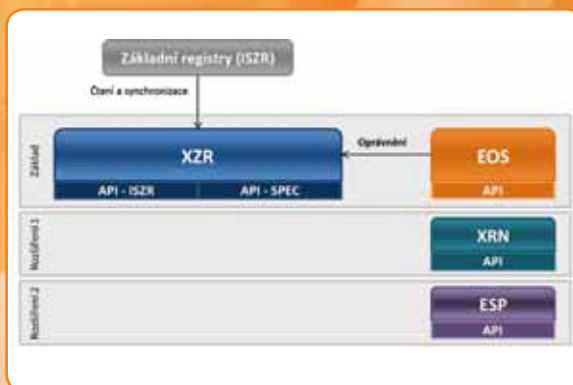 Základní registry (ISZR)
Čtení a synchronizace
Základ
XZR
API - ISZR
API - SPEC
Oprávnění
EOS
API
Rozšíření 1
XRN
API
Rozšíření 2
ESP
API